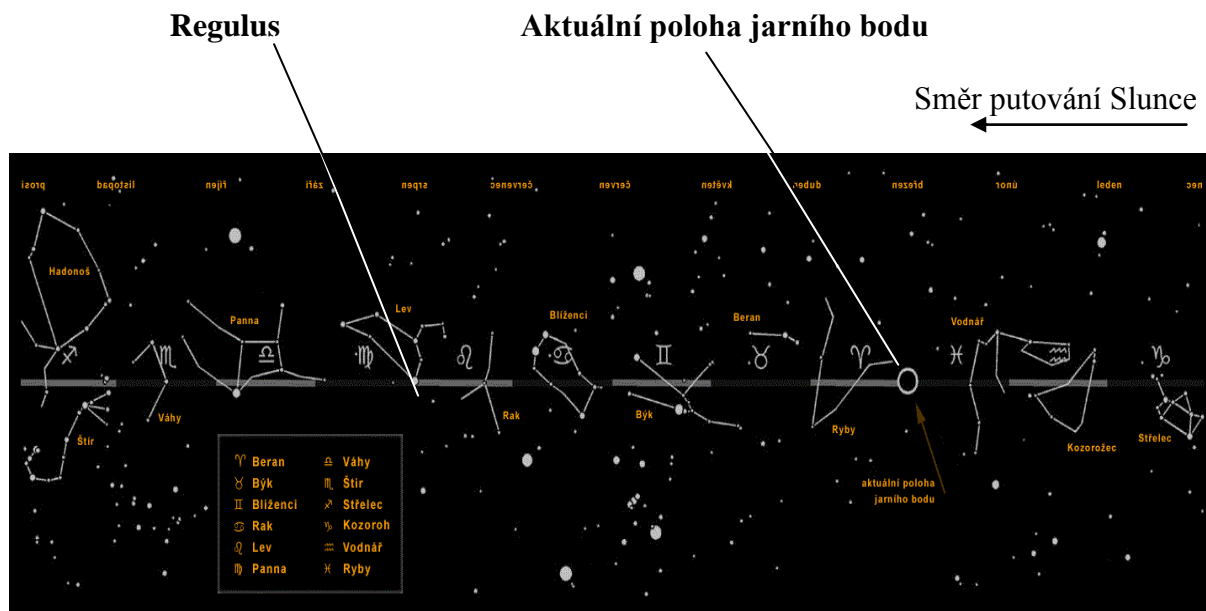 Regulus
Aktuální poloha jarního bodu
Směr putování Slunce
prosi listopad říjen září srpen červenec červen květen duben březen únor leden nec
Hadonoš
Lev
Blíženci
Panna
Beran
Vodnář
♐ ♏ ♎ ♍ ♌ ♋ ♊ ♉ ♈ ♓ ♒ ♑
Váhy
Býk
Rak
Ryby
Štír
Kozorožec
Střelec
♈ Beran
♉ Býk
♊ Blíženci
♋ Rak
♌ Lev
♍ Panna
♎ Váhy
♏ Štír
♐ Střelec
♑ Kozoroh
♒ Vodnář
♓ Ryby
aktuální poloha
jarního bodu